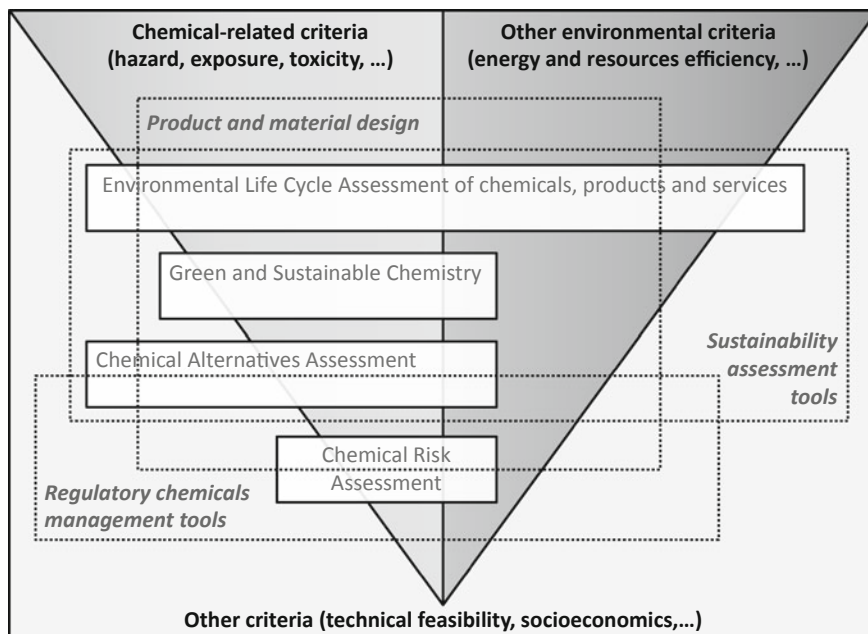 Chemical-related criteria
(hazard, exposure, toxicity, ...)
Other environmental criteria
(energy and resources efficiency, ...)
Product and material design
Environmental Life Cycle Assessment of chemicals, products and services
Green and Sustainable Chemistry
Chemical Alternatives Assessment
Sustainability
assessment
tools
Chemical Risk
Assessment
Regulatory chemicals
management tools
Other criteria (technical feasibility, socioeconomics,...)